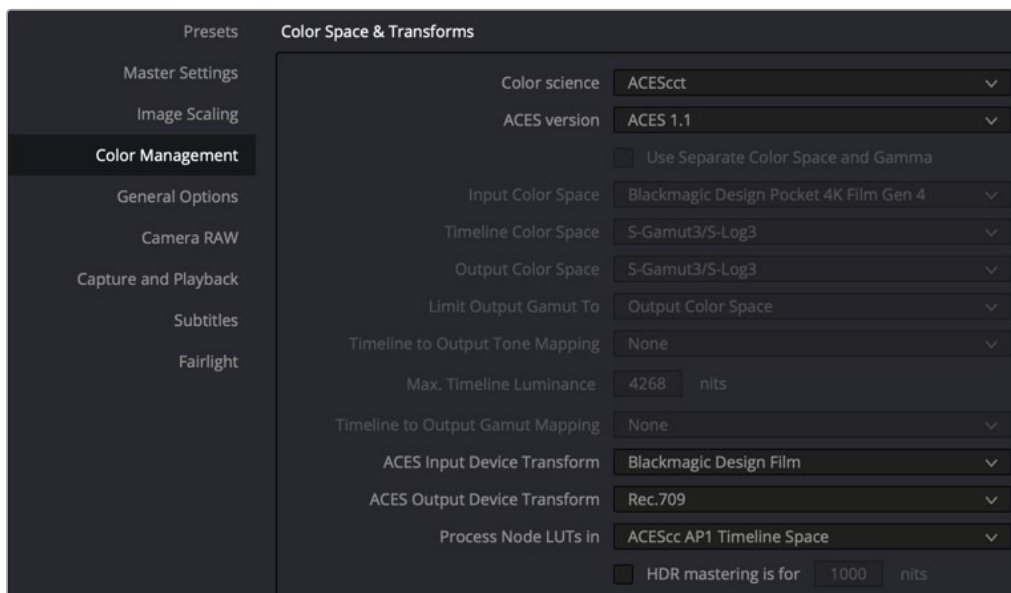 Presets
Master Settings
Image Scaling
Color Management
General Options
Camera RAW
Capture and Playback
Subtitles
Fairlight
Color Space & Transforms
Color science ACEScct
ACES version ACES 1.1
Use Separate Color Space and Gamma
Input Color Space Blackmagic Design Pocket 4K Film Gen 4
Timeline Color Space S-Gamut3/S-Log3
Output Color Space S-Gamut3/S-Log3
Limit Output Gamut To Output Color Space
Timeline to Output Tone Mapping None
Max. Timeline Luminance 4268 nits
Timeline to Output Gamut Mapping None
ACES Input Device Transform Blackmagic Design Film
ACES Output Device Transform Rec.709
Process Node LUTs in ACEScc AP1 Timeline Space
HDR mastering is for 1000 nits